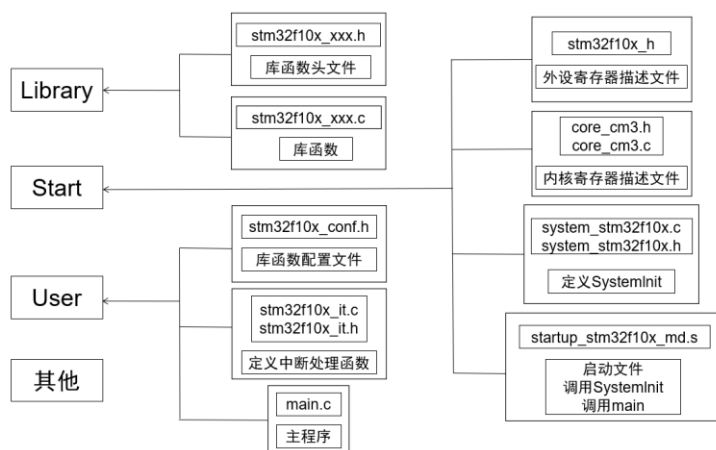 Library
stm32f10x_xxx.h
库函数头文件
stm32f10x_xxx.c
库函数
Start
stm32f10x_h
外设寄存器描述文件
core_cm3.h
core_cm3.c
内核寄存器描述文件
system_stm32f10x.c
system_stm32f10x.h
定义SystemInit
startup_stm32f10x_md.s
启动文件
调用SystemInit
调用main
User
stm32f10x_conf.h
库函数配置文件
stm32f10x_it.c
stm32f10x_it.h
定义中断处理函数
main.c
主程序
其他